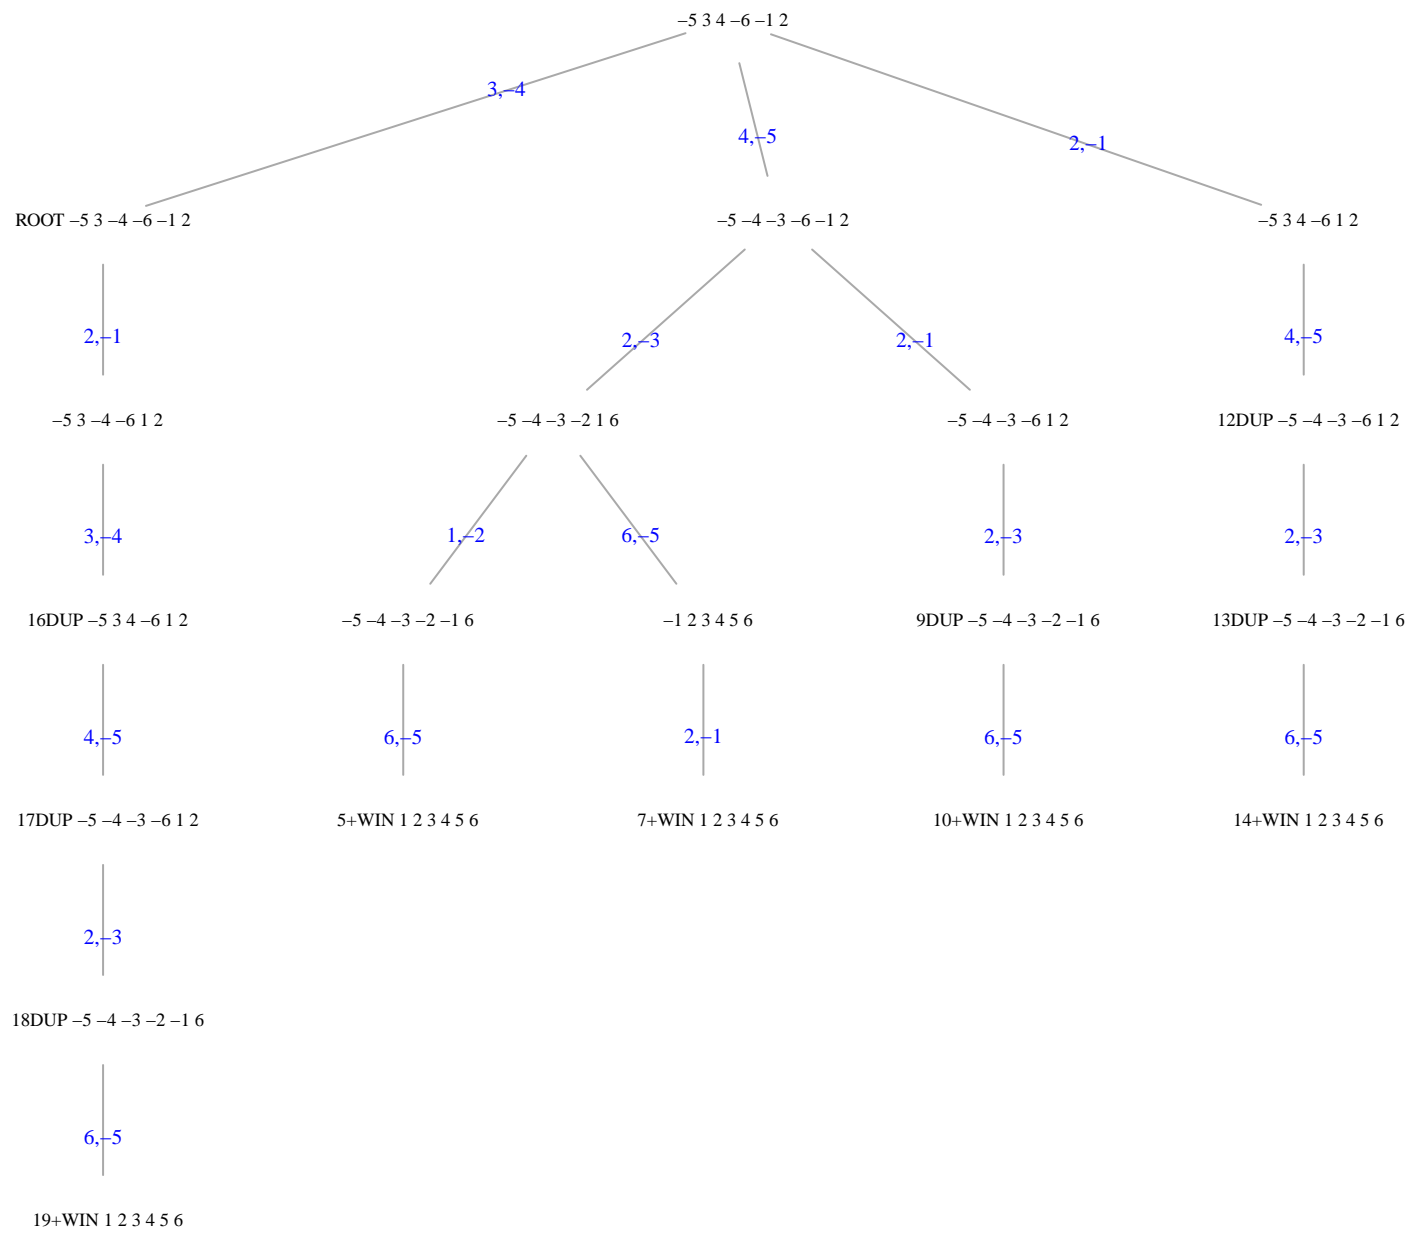 –5 3 4 –6 –1 2
3,–4
4,–5
2,–1
ROOT –5 3 –4 –6 –1 2
–5 –4 –3 –6 –1 2
–5 3 4 –6 1 2
2,–1
2,–3
2,–1
4,–5
–5 3 –4 –6 1 2
–5 –4 –3 –2 1 6
–5 –4 –3 –6 1 2
12DUP –5 –4 –3 –6 1 2
3,–4
1,–2
6,–5
2,–3
2,–3
16DUP –5 3 4 –6 1 2
–5 –4 –3 –2 –1 6
–1 2 3 4 5 6
9DUP –5 –4 –3 –2 –1 6
13DUP –5 –4 –3 –2 –1 6
4,–5
6,–5
2,–1
6,–5
6,–5
17DUP –5 –4 –3 –6 1 2
5+WIN 1 2 3 4 5 6
7+WIN 1 2 3 4 5 6
10+WIN 1 2 3 4 5 6
14+WIN 1 2 3 4 5 6
2,–3
18DUP –5 –4 –3 –2 –1 6
6,–5
19+WIN 1 2 3 4 5 6